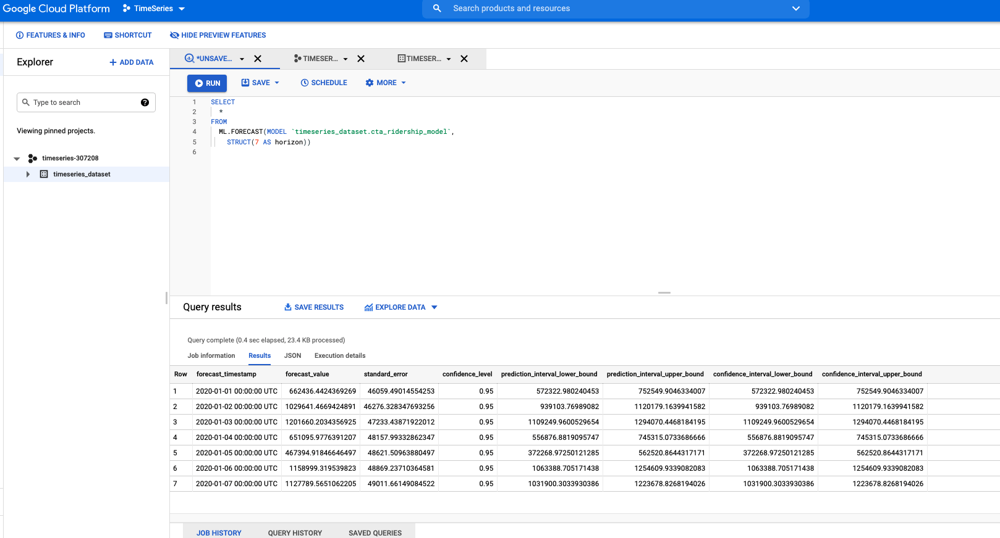 Google Cloud Platform TimeSeries Search products and resources
FEATURES & INFO SHORTCUT HIDE PREVIEW FEATURES
Explorer ADD DATA
*UNSAVE... TIMESER... TIMESER...
RUN SAVE SCHEDULE MORE
Type to search
Viewing pinned projects.
timeseries-307208
timeseries_dataset
1 SELECT
2 *
3 FROM
4 ML.FORECAST(MODEL `timeseries_dataset.cta_ridership_model`,
5 STRUCT(7 AS horizon))
6
Query results SAVE RESULTS EXPLORE DATA
Query complete (0.4 sec elapsed, 23.4 KB processed)
Job information Results JSON Execution details
Row forecast_timestamp forecast_value standard_error confidence_level prediction_interval_lower_bound prediction_interval_upper_bound confidence_interval_lower_bound confidence_interval_upper_bound
1 2020-01-01 00:00:00 UTC 662436.4424369269 46059.49014554253 0.95 572322.980240453 752549.9046334007 572322.980240453 752549.9046334007
2 2020-01-02 00:00:00 UTC 1029641.4669424891 46276.328347693256 0.95 939103.76989082 1120179.1639941582 939103.76989082 1120179.1639941582
3 2020-01-03 00:00:00 UTC 1201660.2034356925 47233.43871922012 0.95 1109249.9600529654 1294070.4468184195 1109249.9600529654 1294070.4468184195
4 2020-01-04 00:00:00 UTC 651095.9776391207 48157.99332862347 0.95 556876.8819095747 745315.0733686666 556876.8819095747 745315.0733686666
5 2020-01-05 00:00:00 UTC 467394.91846646497 48621.50963880497 0.95 372268.97250121285 562520.8644317171 372268.97250121285 562520.8644317171
6 2020-01-06 00:00:00 UTC 1158999.319539823 48869.23710364581 0.95 1063388.705171438 1254609.9339082083 1063388.705171438 1254609.9339082083
7 2020-01-07 00:00:00 UTC 1127789.5651062205 49011.66149084522 0.95 1031900.3033930386 1223678.8268194026 1031900.3033930386 1223678.8268194026
JOB HISTORY QUERY HISTORY SAVED QUERIES